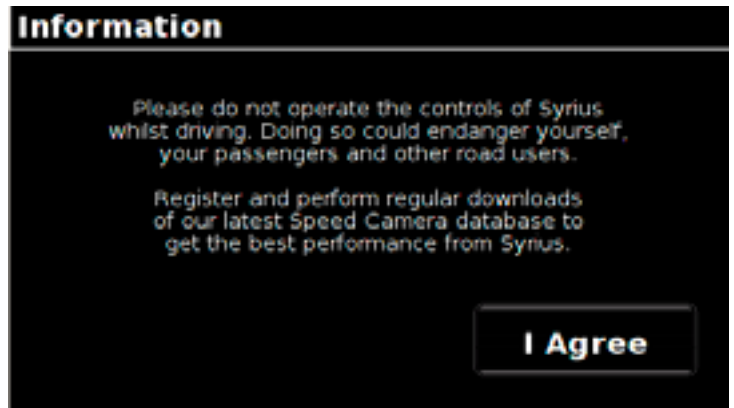 Information
Please do not operate the controls of Syrius
whilst driving. Doing so could endanger yourself,
your passengers and other road users.
Register and perform regular downloads
of our latest Speed Camera database to
get the best performance from Syrius.
I Agree